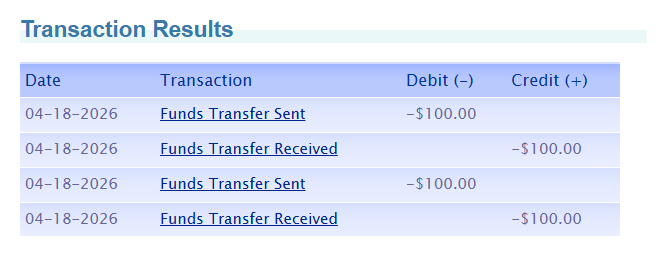 Transaction Results
Date Transaction Debit (-) Credit (+)
04-18-2026 Funds Transfer Sent -$100.00
04-18-2026 Funds Transfer Received -$100.00
04-18-2026 Funds Transfer Sent -$100.00
04-18-2026 Funds Transfer Received -$100.00